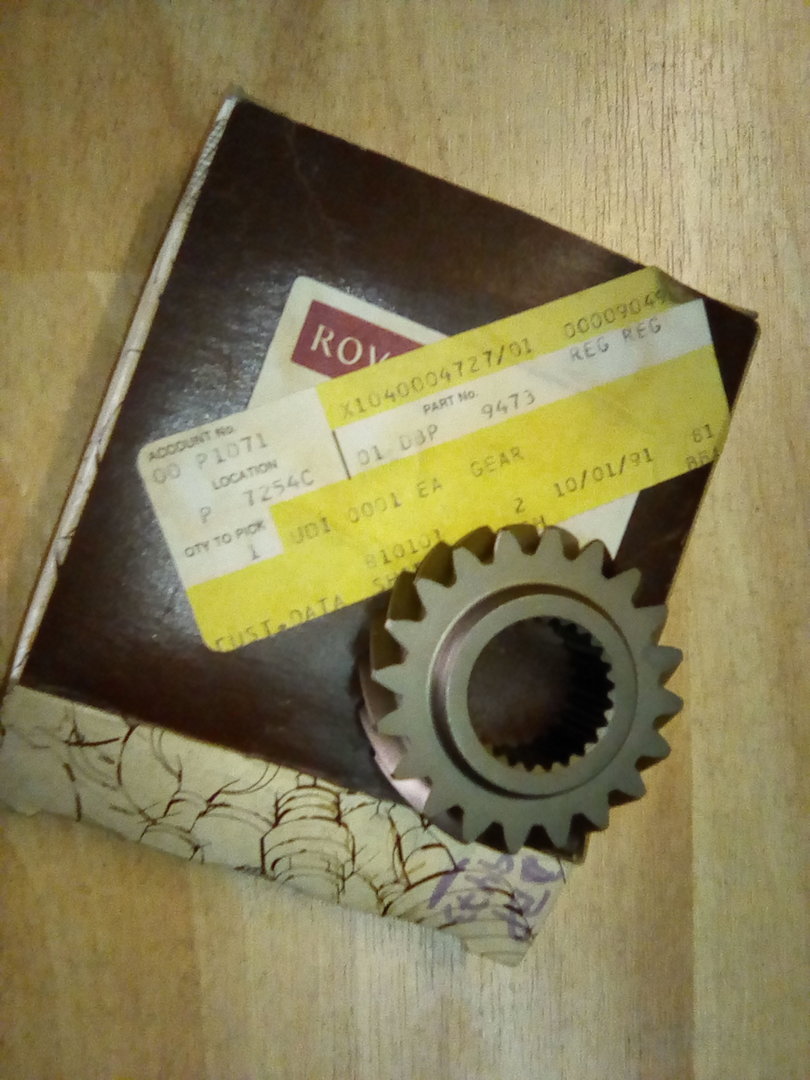 ROV
X1040004727/01 00009049
REG REG
ACCOUNT No.
00 P1071
PART No.
01 DBP 9473
LOCATION
P 7254C
UDI 0001 EA GEAR
QTY TO PICK
1
2 10/01/91 81
810101
CUST.DATA